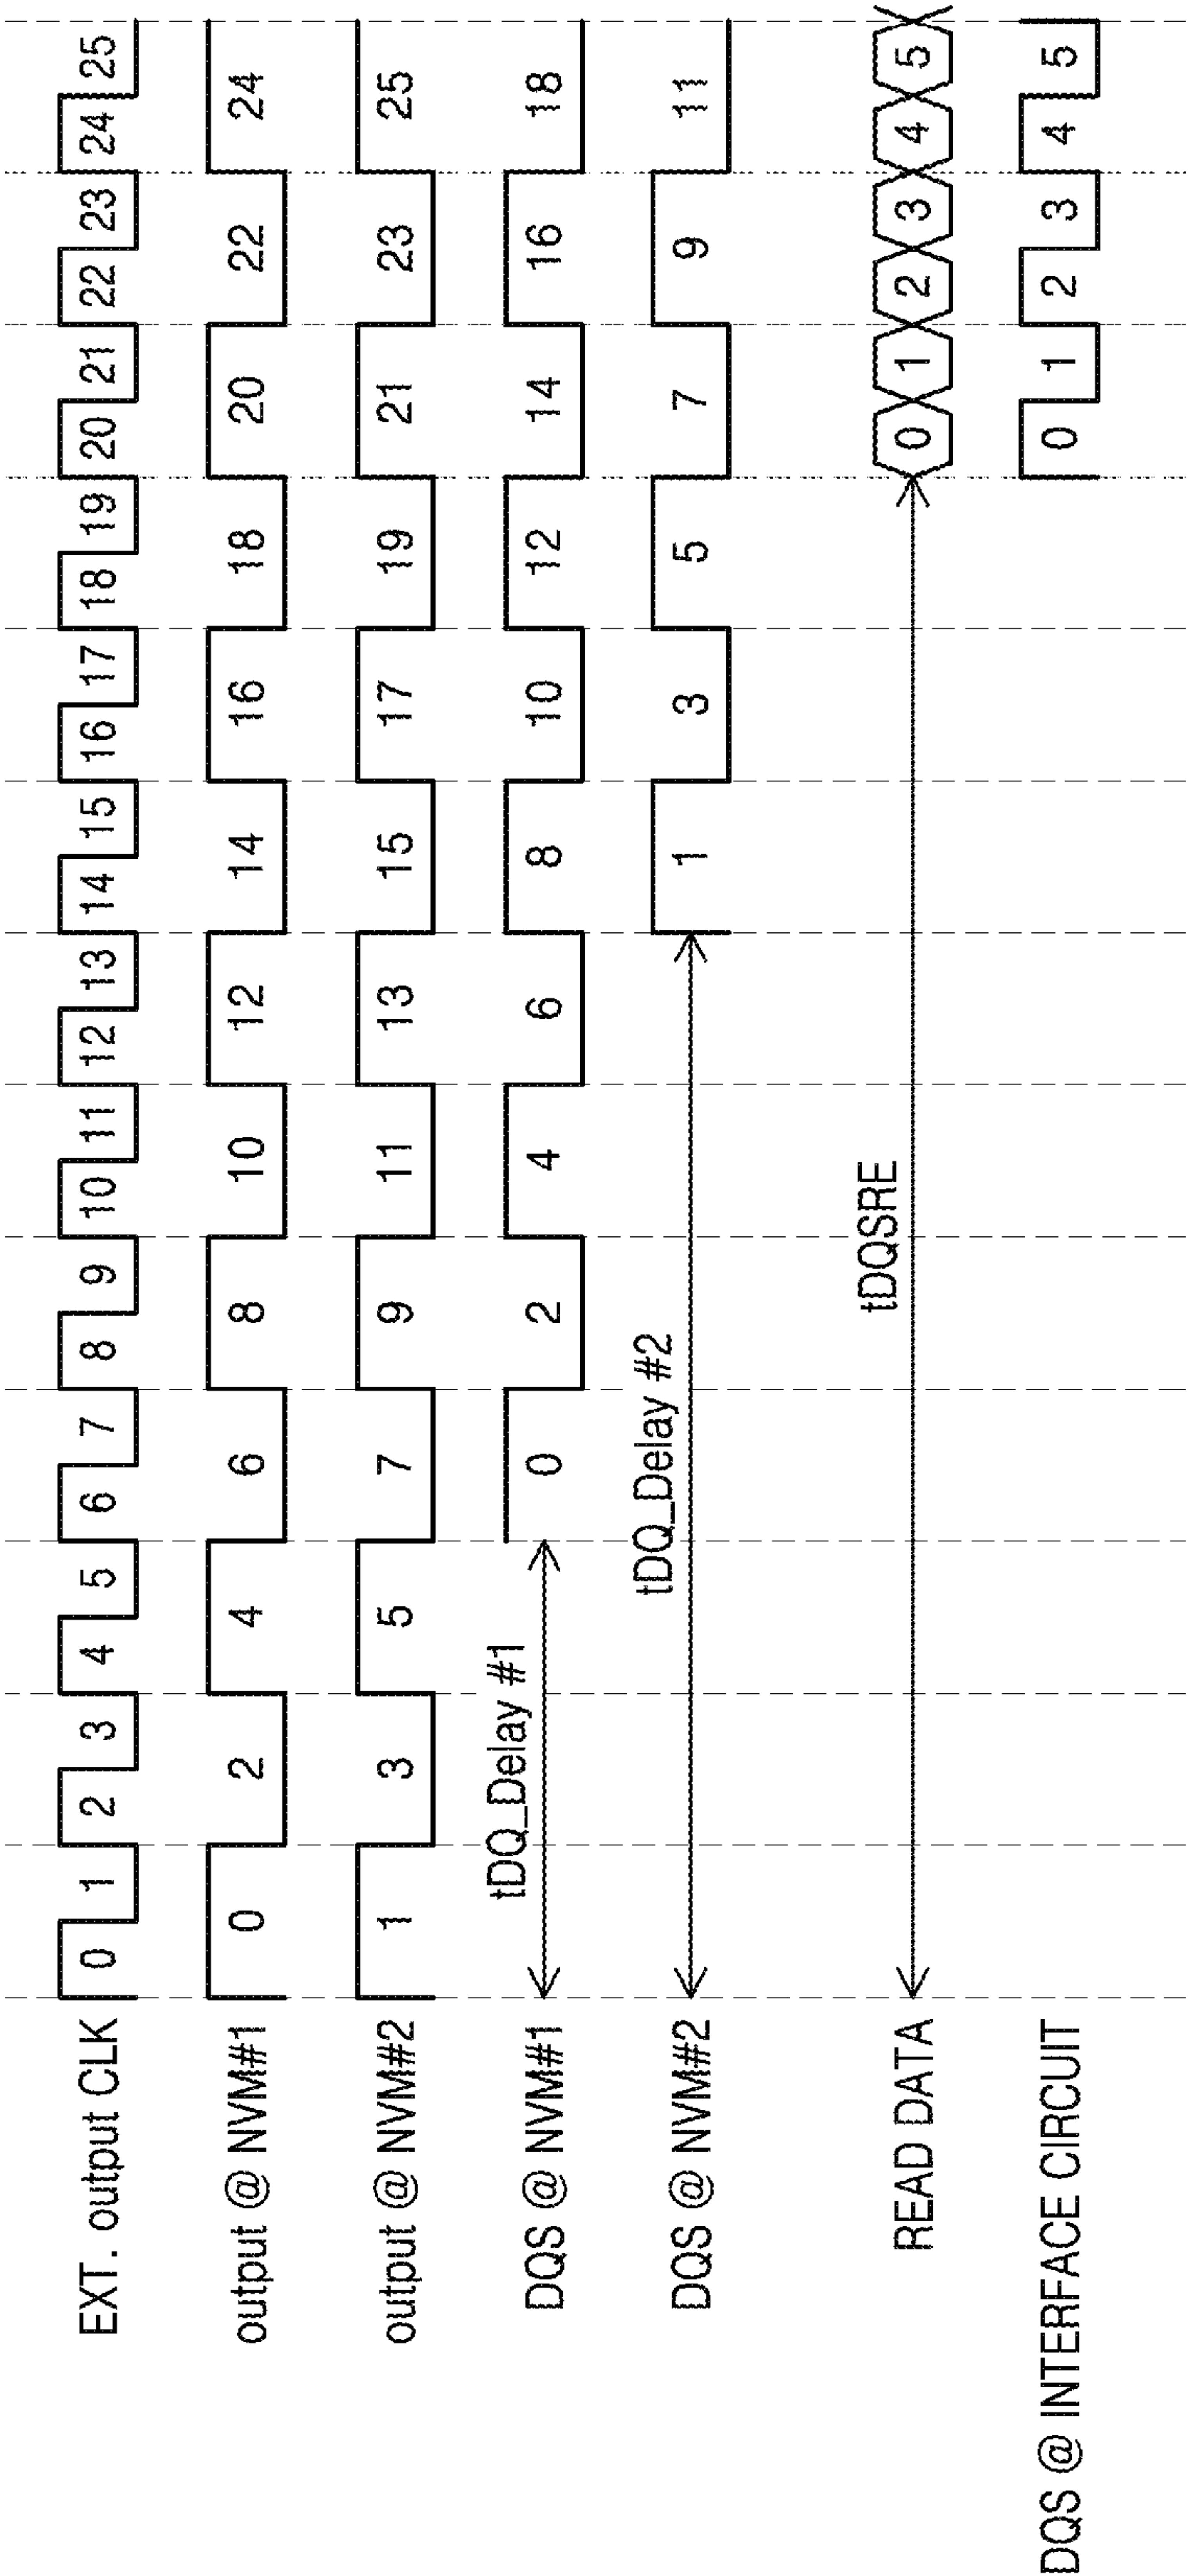 EXT. output CLK 0 1 2 3 4 5 6 7 8 9 10 11 12 13 14 15 16 17 18 19 20 21 22 23 24 25
output @ NVM#1 0 2 4 6 8 10 12 14 16 18 20 22 24
output @ NVM#2 1 3 5 7 9 11 13 15 17 19 21 23 25
DQS @ NVM#1 tDQ_Delay #1 0 2 4 6 8 10 12 14 16 18
DQS @ NVM#2 tDQ_Delay #2 1 3 5 7 9 11
READ DATA tDQSRE 0 1 2 3 4 5
DQS @ INTERFACE CIRCUIT 0 1 2 3 4 5